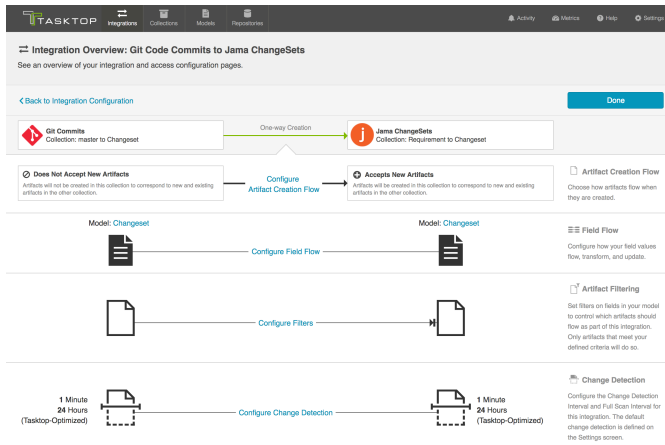 TASKTOP
Integrations
Collections
Models
Repositories
Activity
Metrics
Help
Settings
Integration Overview: Git Code Commits to Jama ChangeSets
See an overview of your integration and access configuration pages.
Back to Integration Configuration
Done
Git Commits
Collection: master to Changeset
One-way Creation
j
Jama ChangeSets
Collection: Requirement to Changeset
Does Not Accept New Artifacts
Artifacts will not be created in this collection to correspond to new and existing
artifacts in the other collection.
Configure
Artifact Creation Flow
Accepts New Artifacts
Artifacts will be created in this collection to correspond to new and existing
artifacts in the other collection.
Artifact Creation Flow
Choose how artifacts flow when
they are created.
Model: Changeset
Configure Field Flow
Model: Changeset
Field Flow
Configure how your field values
flow, transform, and update.
Configure Filters
Artifact Filtering
Set filters on fields in your model
to control which artifacts should
flow as part of this integration.
Only artifacts that meet your
defined criteria will do so.
1 Minute
24 Hours
(Tasktop-Optimized)
Configure Change Detection
1 Minute
24 Hours
(Tasktop-Optimized)
Change Detection
Configure the Change Detection
Interval and Full Scan Interval for
this integration. The default
change detection is defined on
the Settings screen.